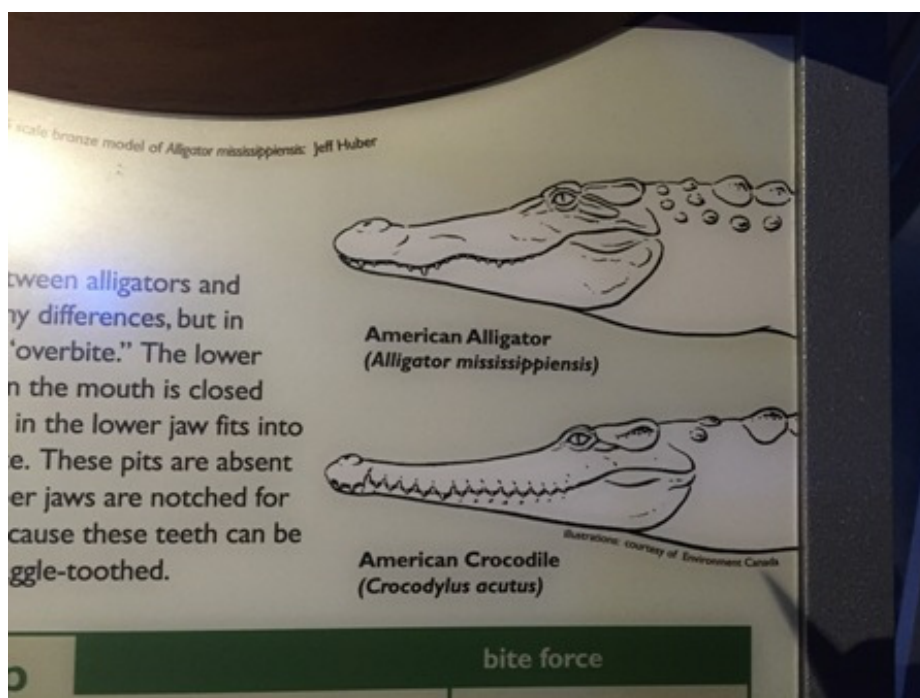 scale bronze model of Alligator mississippiensis: Jeff Huber
tween alligators and
ny differences, but in
"overbite." The lower
n the mouth is closed
in the lower jaw fits into
e. These pits are absent
er jaws are notched for
cause these teeth can be
ggle-toothed.
American Alligator
(Alligator mississippiensis)
American Crocodile
(Crocodylus acutus)
Illustrations: courtesy of Environment Canada
bite force